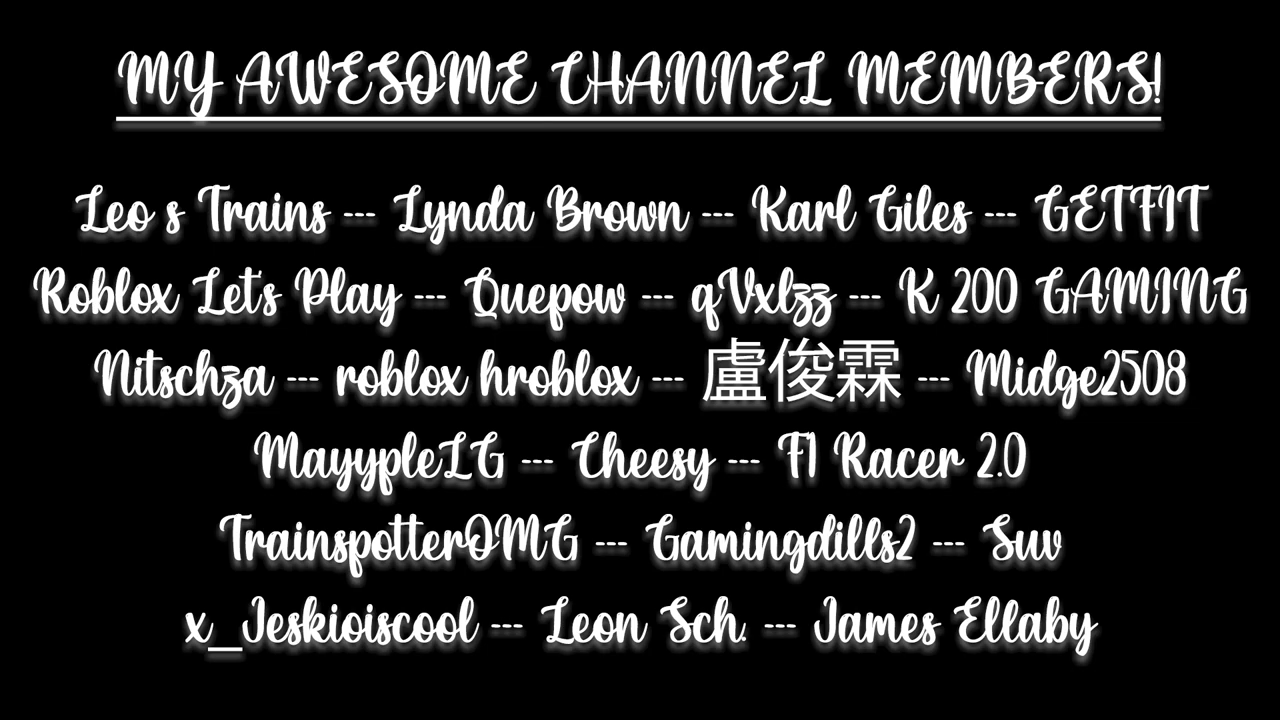 MY AWESOME CHANNEL MEMBERS!
Leo s Trains --- Lynda Brown --- Karl Giles --- GETFIT
Roblox Let's Play --- Quepow --- qVxlzz --- K 200 GAMING
Nitschza --- roblox hroblox --- 盧俊霖 --- Midge2508
MayypleLG --- Cheesy --- F1 Racer 2.0
TrainspotterOMG --- Gamingdills2 --- Suv
x_Jeskioiscool --- Leon Sch. --- James Ellaby